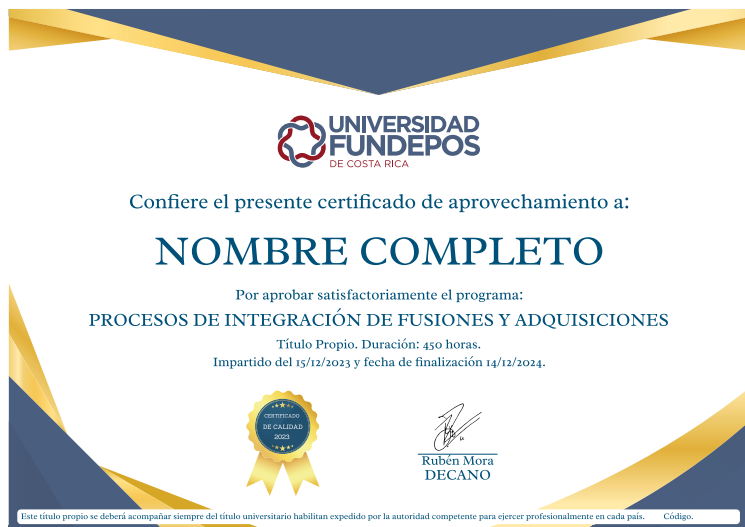 UNIVERSIDAD
FUNDEPOS
DE COSTA RICA
Confiere el presente certificado de aprovechamiento a:
NOMBRE COMPLETO
Por aprobar satisfactoriamente el programa:
PROCESOS DE INTEGRACIÓN DE FUSIONES Y ADQUISICIONES
Título Propio. Duración: 450 horas.
Impartido del 15/12/2023 y fecha de finalización 14/12/2024.
CERTIFICADO
DE CALIDAD
2023
Rubén Mora
DECANO
Este título propio se deberá acompañar siempre del título universitario habilitan expedido por la autoridad competente para ejercer profesionalmente en cada país. Código.